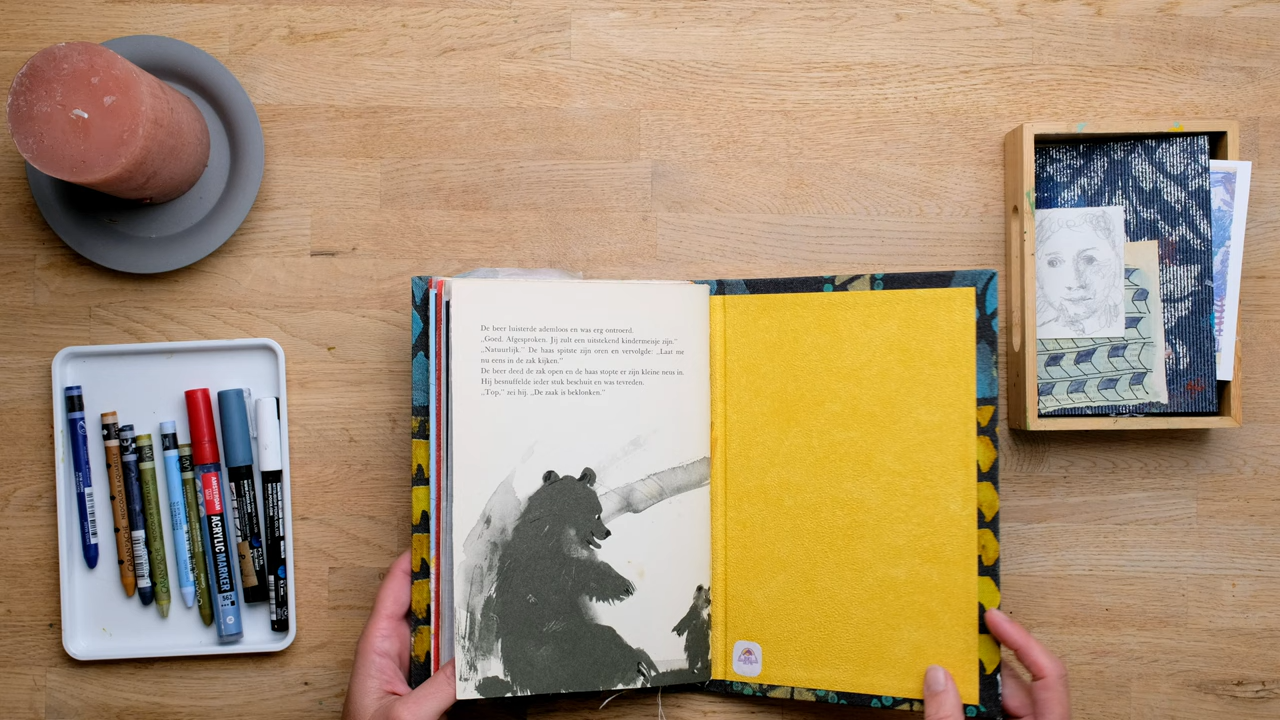 De beer luisterde ademloos en was erg ontroerd.
„Goed. Afgesproken. Jij zult een uitstekend kindermeisje zijn.”
„Natuurlijk.” De haas spitste zijn oren en vervolgde: „Laat me
nu eens in de zak kijken.”
De beer deed de zak open en de haas stopte er zijn kleine neus in.
Hij besnuffelde ieder stuk beschuit en was tevreden.
„Top,” zei hij. „De zaak is beklonken.”
AMSTERDAM
ACRYLIC MARKER
562